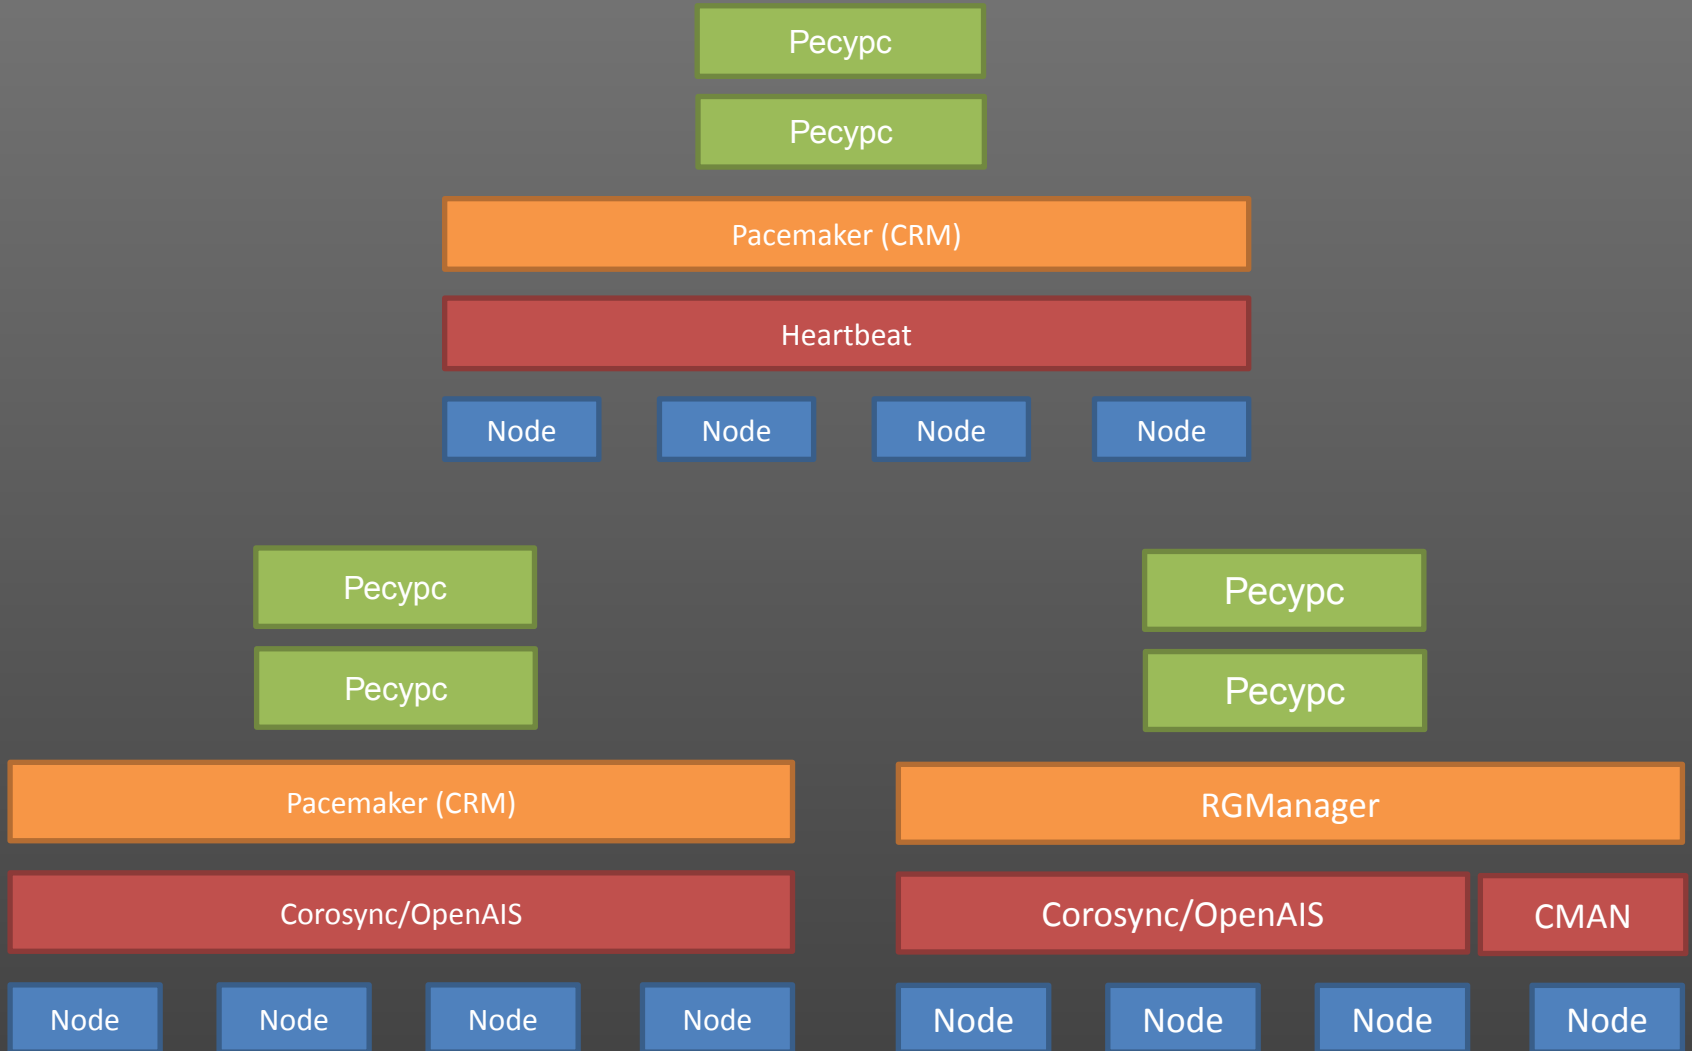 Ресурс
Ресурс
Pacemaker (CRM)
Heartbeat
Node Node Node Node
Ресурс
Ресурс
Pacemaker (CRM)
Corosync/OpenAIS
Node Node Node Node
Ресурс
Ресурс
RGManager
Corosync/OpenAIS CMAN
Node Node Node Node